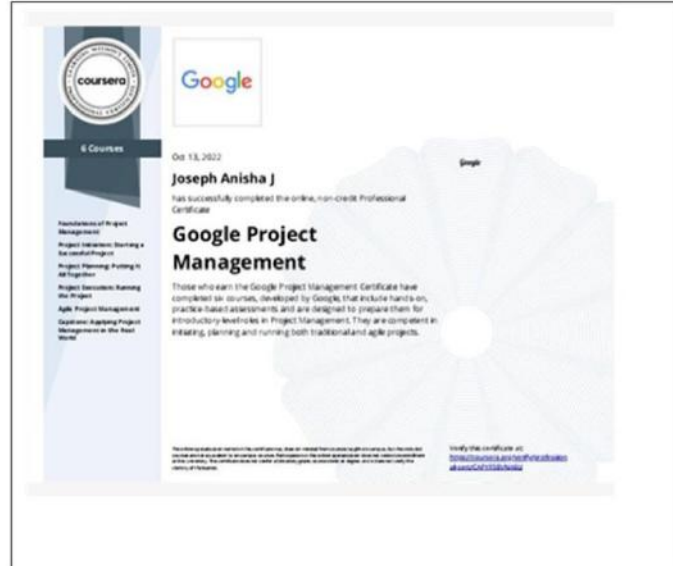 coursera
6 Courses
Foundations of Project
Management
Project Initiation: Starting a
Successful Project
Project Planning: Putting It
All Together
Project Execution: Running
the Project
Agile Project Management
Capstone: Applying Project
Management in the Real
World
Google
Oct 13, 2022
Joseph Anisha J
has successfully completed the online, non-credit Professional
Certificate
Google Project
Management
Those who earn the Google Project Management Certificate have
completed six courses, developed by Google, that include hands-on,
practice-based assessments and are designed to prepare them for
introductory-level roles in Project Management. They are competent in
initiating, planning and running both traditional and agile projects.
Google
Verify this certificate at: